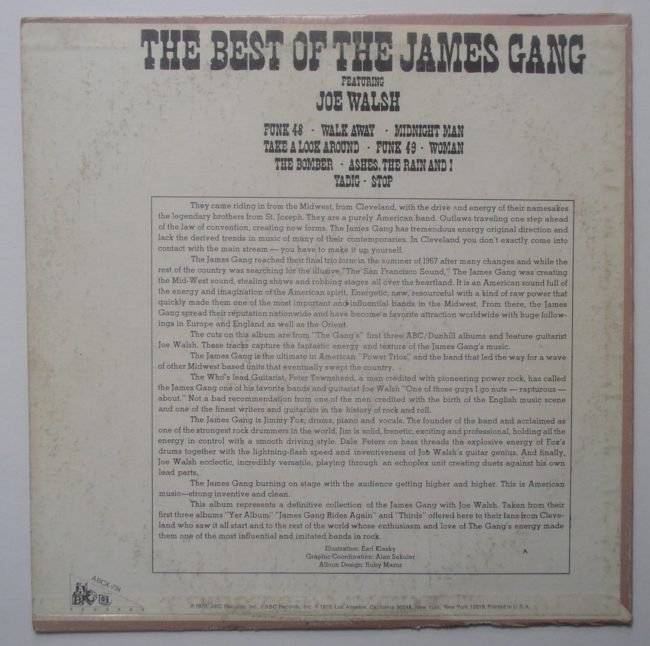 THE BEST OF THE JAMES GANG
FEATURING
JOE WALSH
FUNK 48 - WALK AWAY - MIDNIGHT MAN
TAKE A LOOK AROUND - FUNK 49 - WOMAN
THE BOMBER - ASHES, THE RAIN AND I
YADIG - STOP
They came riding in from the Midwest, from Cleveland, with the drive and energy of their namesakes
the legendary brothers from St. Joseph. They are a purely American band. Outlaws traveling one step ahead
of the law of convention, creating new forms. The James Gang has tremendous energy original direction and
lack the derived trends in music of many of their contemporaries. In Cleveland you don't exactly come into
contact with the main stream — you have to make it up yourself.
The James Gang reached their final trio form in the summer of 1967 after many changes and while the
rest of the country was searching for the illusive "The San Francisco Sound," The James Gang was creating
the Mid-West sound, stealing shows and robbing stages all over the heartland. It is an American sound full of
the energy and imagination of the American spirit. Energetic, new, resourceful with a kind of raw power that
quickly made them one of the most important and influential bands in the Midwest. From there, the James
Gang spread their reputation nationwide and have become a favorite attraction worldwide with huge follow-
ings in Europe and England as well as the Orient.
The cuts on this album are from "The Gang's" first three ABC/Dunhill albums and feature guitarist
Joe Walsh. These tracks capture the fantastic energy and texture of the James Gang's music.
The James Gang is the ultimate in American "Power Trios," and the band that led the way for a wave
of other Midwest based units that eventually swept the country.
The Who's lead Guitarist, Peter Townshend, a man credited with pioneering power rock, has called
the James Gang one of his favorite bands and guitarist Joe Walsh "One of those guys I go nuts — rapturous —
about." Not a bad recommendation from one of the men credited with the birth of the English music scene
and one of the finest writers and guitarists in the history of rock and roll.
The James Gang is Jimmy Fox, drums, piano and vocals. The founder of the band and acclaimed as
one of the strongest rock drummers in the world. Jim is solid, frenetic, exciting and professional, holding all the
energy in control with a smooth driving style. Dale Peters on bass threads the explosive energy of Fox's
drums together with the lightning-flash speed and inventiveness of Joe Walsh's guitar genius. And finally,
Joe Walsh ecclectic, incredibly versatile, playing through an echoplex unit creating duets against his own
lead parts.
The James Gang burning on stage with the audience getting higher and higher. This is American
music—strong inventive and clean.
This album represents a definitive collection of the James Gang with Joe Walsh. Taken from their
first three albums "Yer Album," "James Gang Rides Again" and "Thirds" offered here to their fans from Cleve-
land who saw it all start and to the rest of the world whose enthusiasm and love of The Gang's energy made
them one of the most influential and imitated bands in rock.
Illustration: Earl Kinsky
Graphic Coordination: Alan Sekuler
Album Design: Ruby Mazur
A
ABCX-774
RECORDS
ABC Records, Inc. Los Angeles, California 90048, New York, New York 10019, Printed in U.S.A.